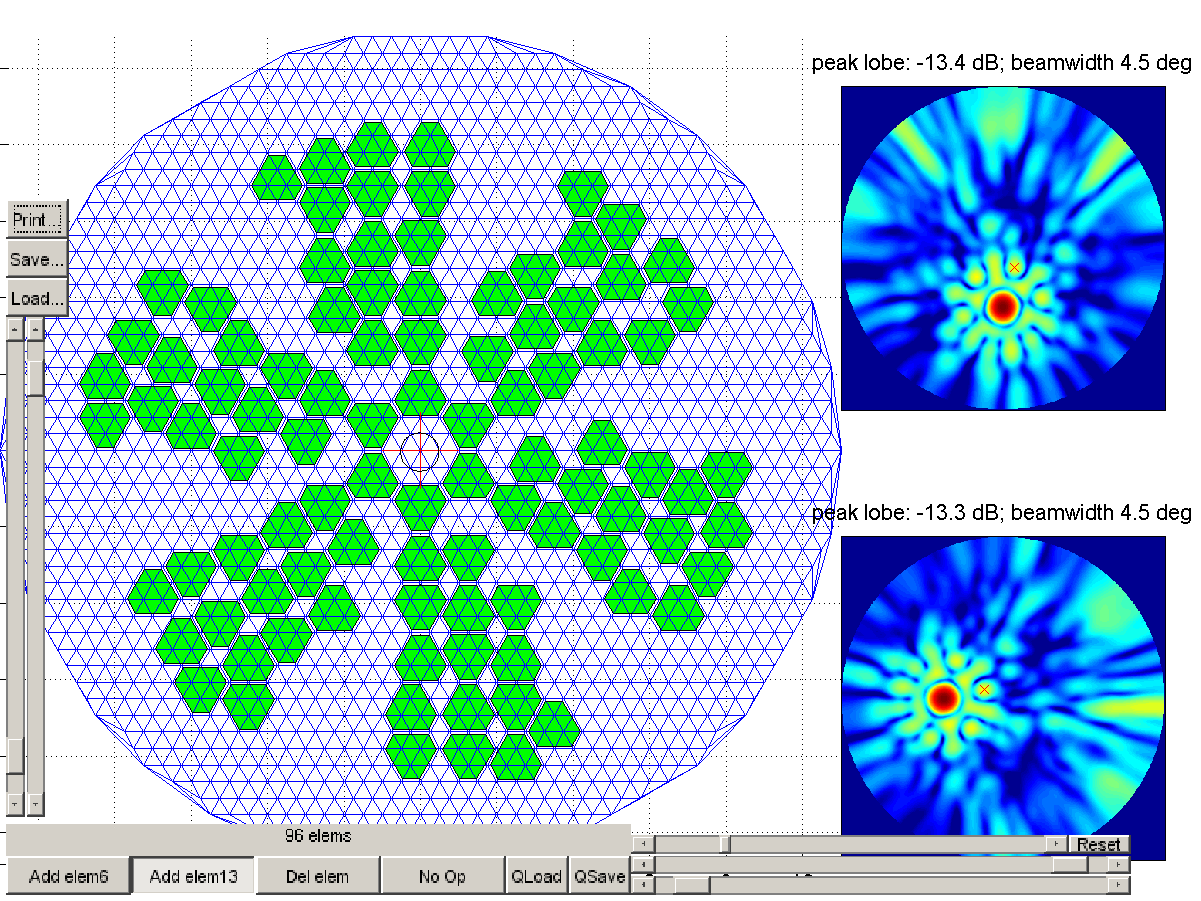 peak lobe: -13.4 dB; beamwidth 4.5 deg
Print...
Save...
Load...
peak lobe: -13.3 dB; beamwidth 4.5 deg
96 elems
Reset
Add elem6
Add elem13
Del elem
No Op
QLoad
QSave